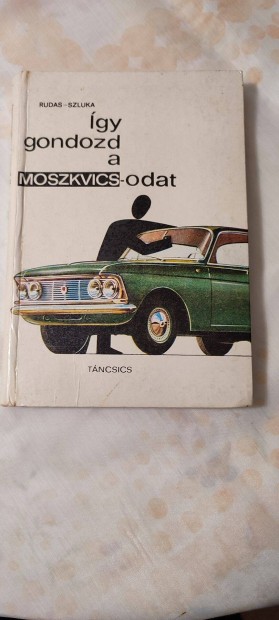 RUDAS-SZLUKA
Így
gondozd
a
MOSZKVICS-odat
TÁNCSICS